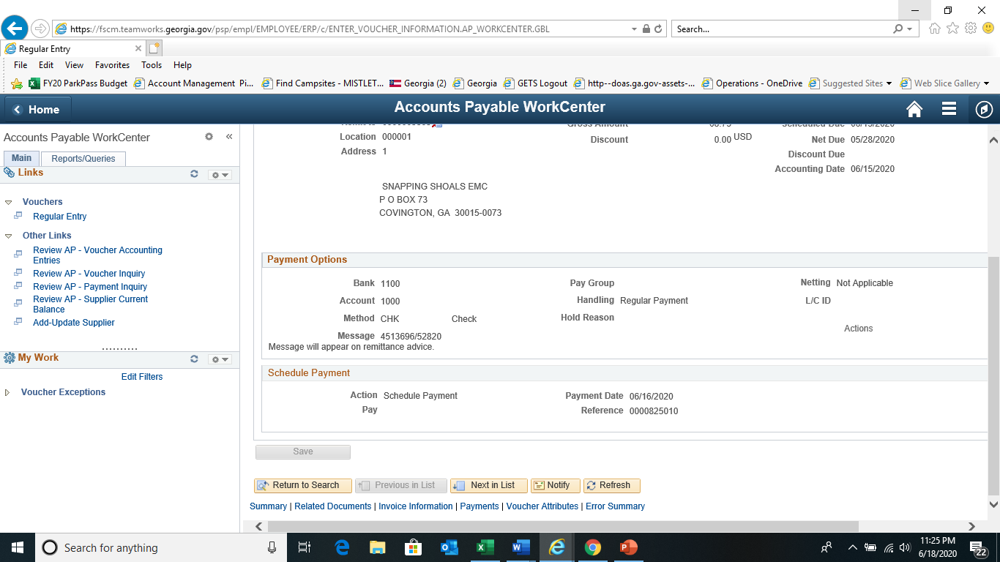 https://fscm.teamworks.georgia.gov/psp/empl/EMPLOYEE/ERP/c/ENTER_VOUCHER_INFORMATION.AP_WORKCENTER.GBL
Search...
Regular Entry
File Edit View Favorites Tools Help
FY20 ParkPass Budget Account Management Pi... Find Campsites - MISTLET... Georgia (2) Georgia GETS Logout http--doas.ga.gov-assets-... Operations - OneDrive Suggested Sites Web Slice Gallery
Home
Accounts Payable WorkCenter
Accounts Payable WorkCenter
Main Reports/Queries
Links
Vouchers
Regular Entry
Other Links
Review AP - Voucher Accounting
Entries
Review AP - Voucher Inquiry
Review AP - Payment Inquiry
Review AP - Supplier Current
Balance
Add-Update Supplier
My Work
Edit Filters
Voucher Exceptions
Location 000001
Discount 0.00 USD
Net Due 05/28/2020
Address 1
Discount Due
Accounting Date 06/15/2020
SNAPPING SHOALS EMC
P O BOX 73
COVINGTON, GA 30015-0073
Payment Options
Bank 1100 Pay Group Netting Not Applicable
Account 1000 Handling Regular Payment L/C ID
Method CHK Check Hold Reason
Actions
Message 4513696/52820
Message will appear on remittance advice.
Schedule Payment
Action Schedule Payment Payment Date 06/16/2020
Pay Reference 0000825010
Save
Return to Search Previous in List Next in List Notify Refresh
Summary | Related Documents | Invoice Information | Payments | Voucher Attributes | Error Summary
Search for anything
11:25 PM
6/18/2020
22